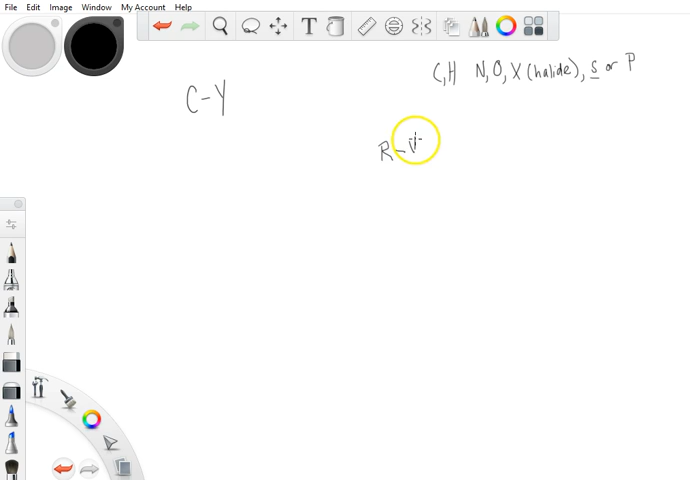 File Edit Image Window My Account Help
T
C,H N,O, X (halide), S or P
C-Y
R-